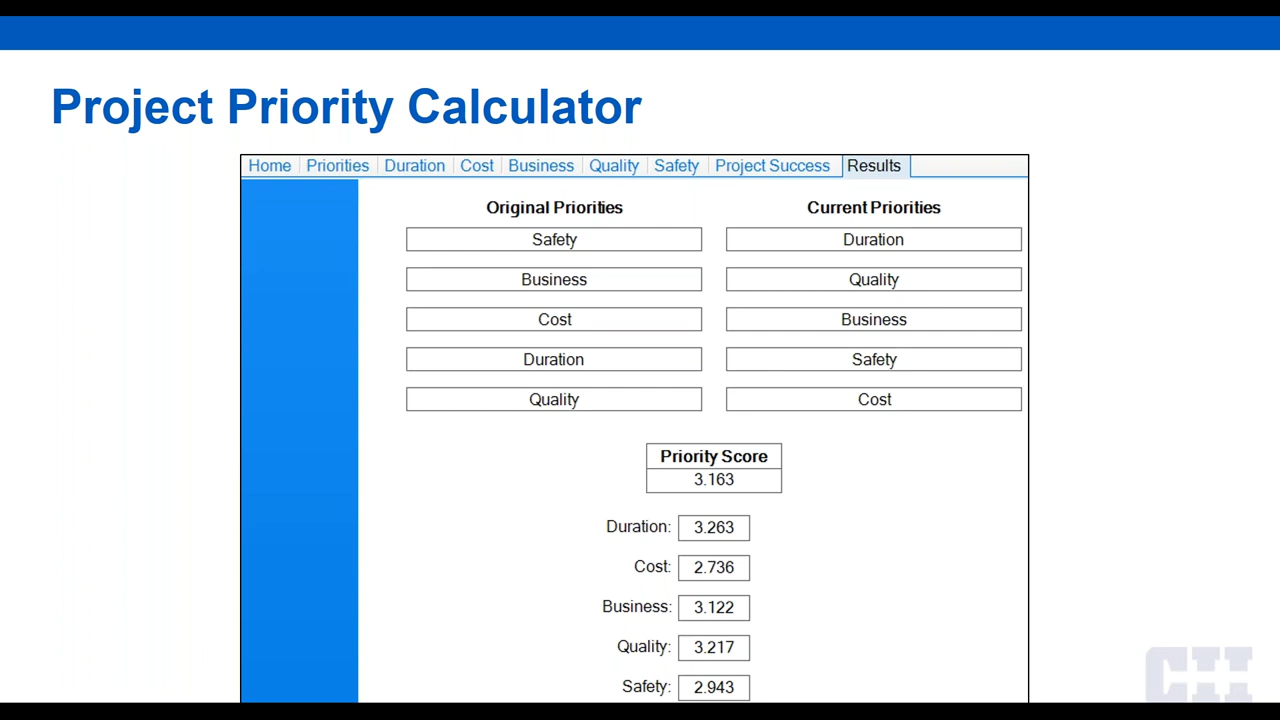 Project Priority Calculator
Home Priorities Duration Cost Business Quality Safety Project Success Results
Original Priorities Current Priorities
Safety Duration
Business Quality
Cost Business
Duration Safety
Quality Cost
Priority Score
3.163
Duration: 3.263
Cost: 2.736
Business: 3.122
Quality: 3.217
Safety: 2.943
CII